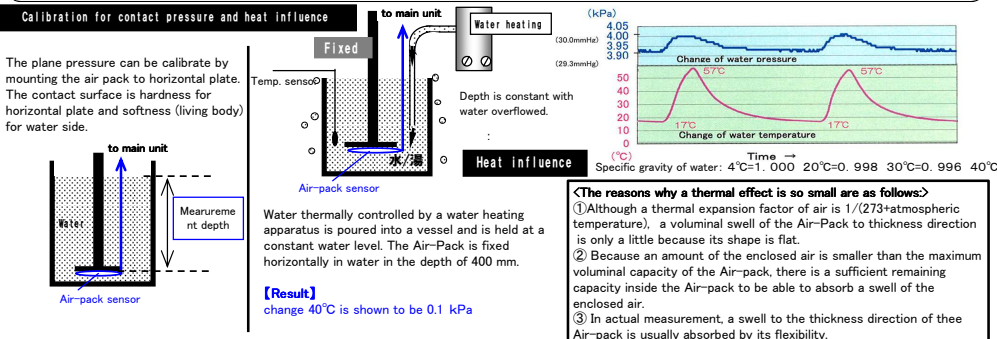 Calibration for contact pressure and heat influence
The plane pressure can be calibrate by
mounting the air pack to horizontal plate.
The contact surface is hardness for
horizontal plate and softness (living body)
for water side.
to main unit
Water
Mearureme
nt depth
Air-pack sensor
to main unit
Water heating
Fixed
Temp. senso
水/湯
Air-pack sensor
Depth is constant with
water overflowed.
:
Heat influence
Water thermally controlled by a water heating
apparatus is poured into a vessel and is held at a
constant water level. The Air-Pack is fixed
horizontally in water in the depth of 400 mm.
【Result】
change 40℃ is shown to be 0.1 kPa
(kPa)
4.05
4.00
3.95
3.90
(30.0mmHg)
(29.3mmHg)
Change of water pressure
50
40
30
20
10
0
(℃)
57℃
57℃
17℃
17℃
Change of water temperature
Time →
Specific gravity of water: 4℃=1.000 20℃=0.998 30℃=0.996 40℃
<The reasons why a thermal effect is so small are as follows:>
①Although a thermal expansion factor of air is 1/(273+atmospheric
temperature), a voluminal swell of the Air-Pack to thickness direction
is only a little because its shape is flat.
② Because an amount of the enclosed air is smaller than the maximum
voluminal capacity of the Air-pack, there is a sufficient remaining
capacity inside the Air-pack to be able to absorb a swell of the
enclosed air.
③ In actual measurement, a swell to the thickness direction of thee
Air-pack is usually absorbed by its flexibility.